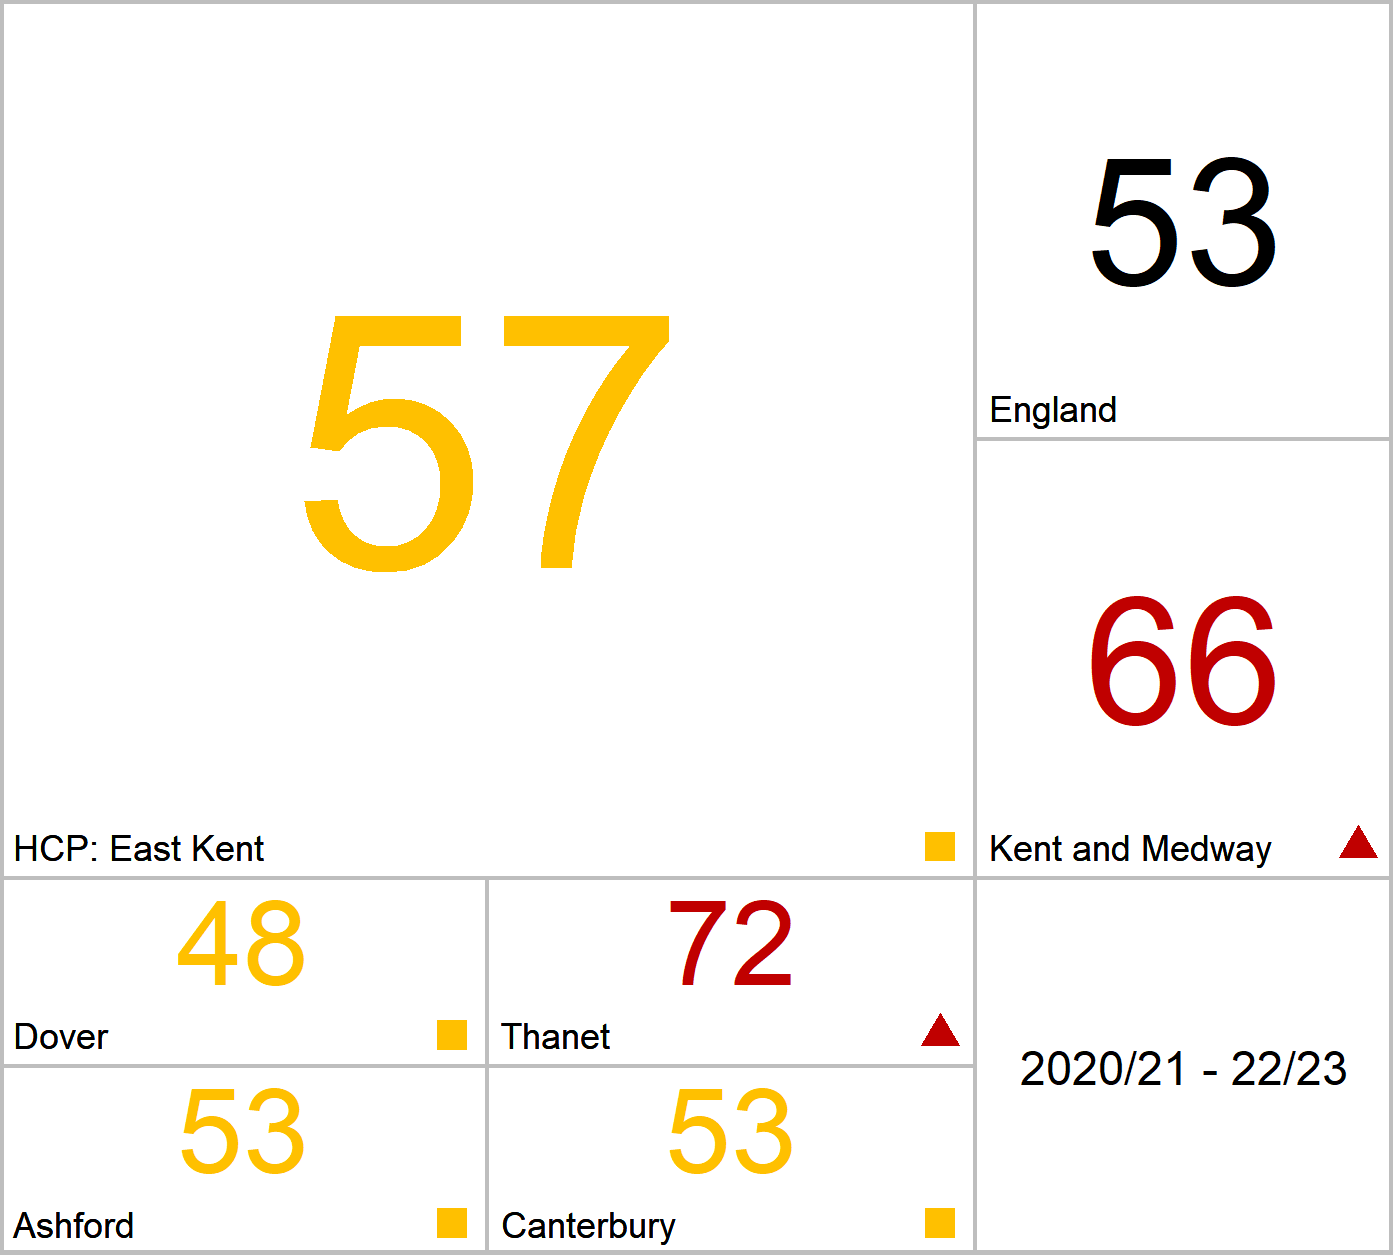 57
HCP: East Kent
53
England
66
Kent and Medway
48
Dover
72
Thanet
53
Ashford
53
Canterbury
2020/21 - 22/23